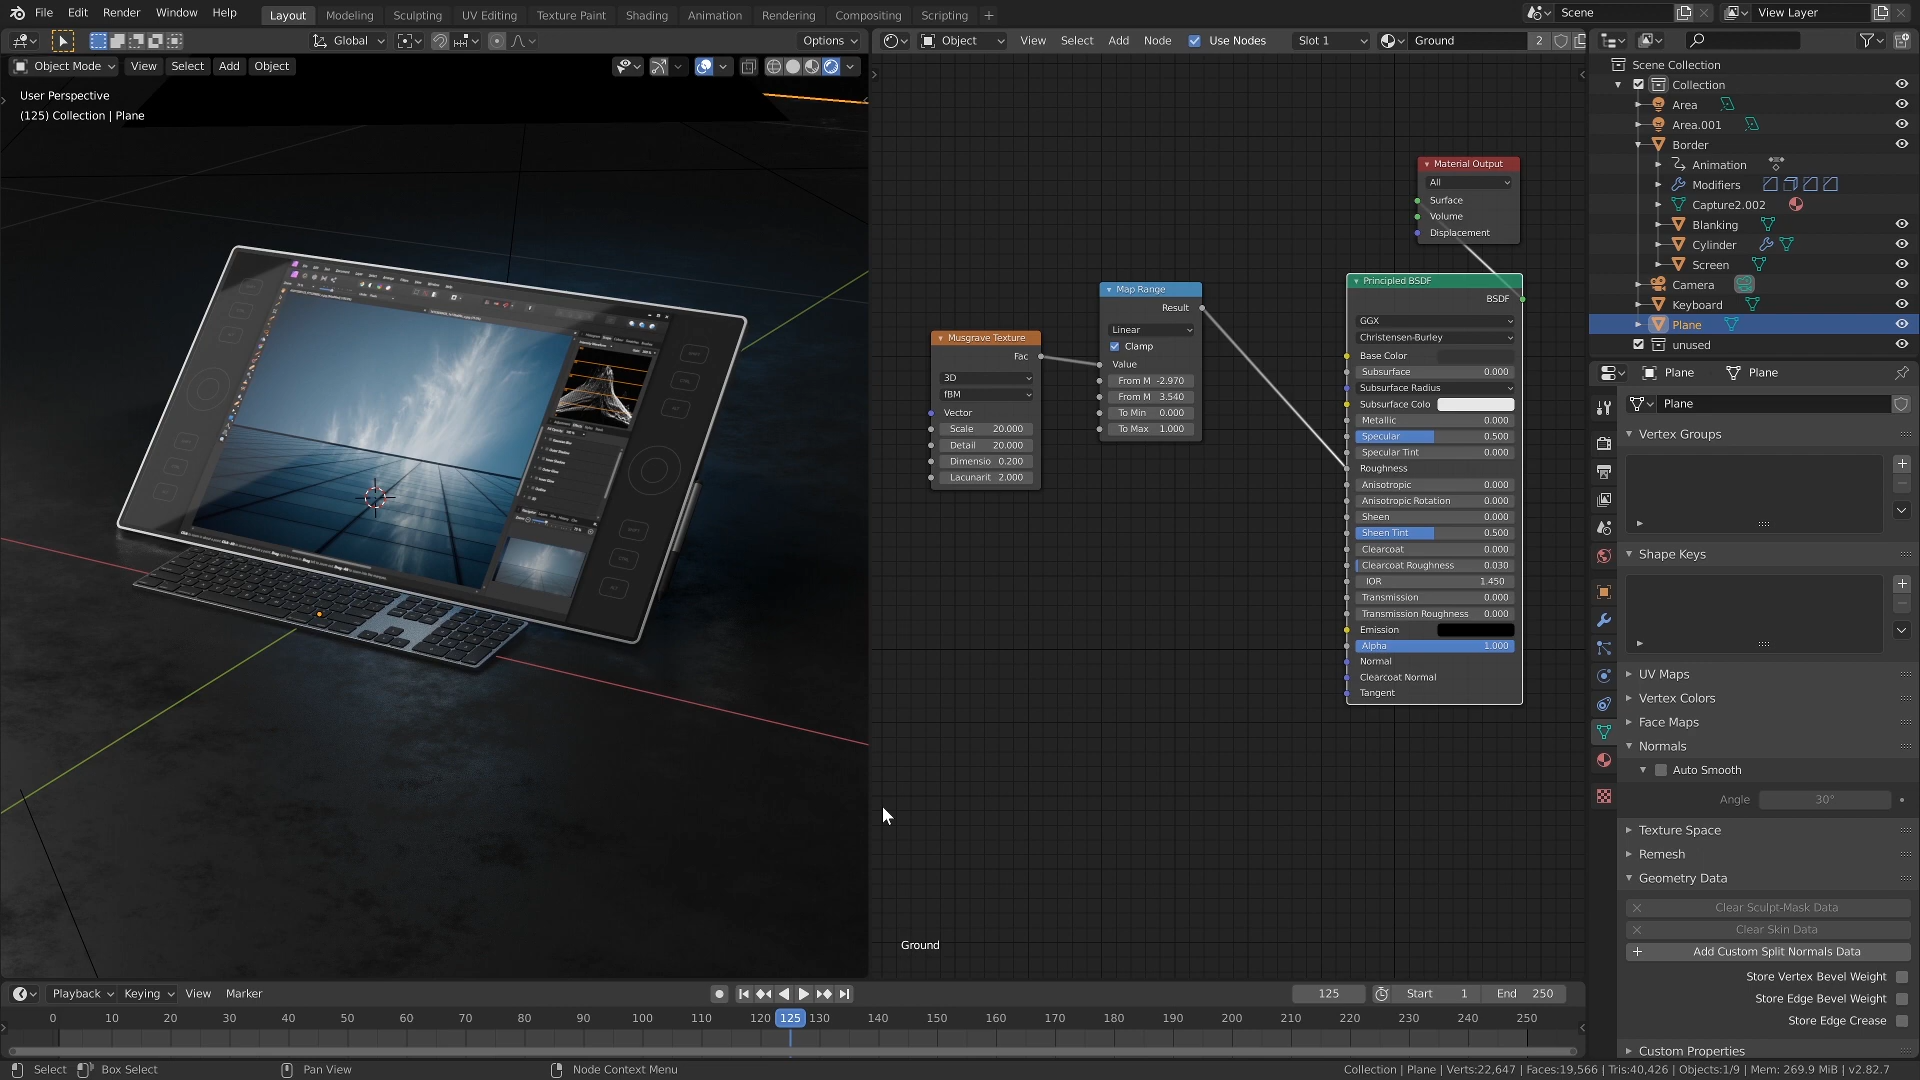 File Edit Render Window Help
Layout Modeling Sculpting UV Editing Texture Paint Shading Animation Rendering Compositing Scripting +
Scene
View Layer
Global
Options
Object Mode View Select Add Object
User Perspective
(125) Collection | Plane
Object View Select Add Node Use Nodes Slot 1 Ground 2
Material Output
All
Surface
Volume
Displacement
Principled BSDF
BSDF
GGX
Christensen-Burley
Base Color
Subsurface 0.000
Subsurface Radius
Subsurface Colo
Metallic 0.000
Specular 0.500
Specular Tint 0.000
Roughness
Anisotropic 0.000
Anisotropic Rotation 0.000
Sheen 0.000
Sheen Tint 0.500
Clearcoat 0.000
Clearcoat Roughness 0.030
IOR 1.450
Transmission 0.000
Transmission Roughness 0.000
Emission
Alpha 1.000
Normal
Clearcoat Normal
Tangent
Map Range
Result
Linear
Clamp
Value
From M -2.970
From M 3.540
To Min 0.000
To Max 1.000
Musgrave Texture
Fac
3D
fBM
Vector
Scale 20.000
Detail 20.000
Dimensio 0.200
Lacunarit 2.000
Ground
Scene Collection
Collection
Area
Area.001
Border
Animation
Modifiers
Capture2.002
Blanking
Cylinder
Screen
Camera
Keyboard
Plane
unused
Plane Plane
Plane
Vertex Groups
Shape Keys
UV Maps
Vertex Colors
Face Maps
Normals
Auto Smooth
Angle 30°
Texture Space
Remesh
Geometry Data
Clear Sculpt-Mask Data
Clear Skin Data
Add Custom Split Normals Data
Store Vertex Bevel Weight
Store Edge Bevel Weight
Store Edge Crease
Custom Properties
Playback Keying View Marker
125 Start 1 End 250
0 10 20 30 40 50 60 70 80 90 100 110 120 125 130 140 150 160 170 180 190 200 210 220 230 240 250
Select Box Select Pan View Node Context Menu
Collection | Plane | Verts:22,647 | Faces:19,566 | Tris:40,426 | Objects:1/9 | Mem: 269.9 MiB | v2.82.7